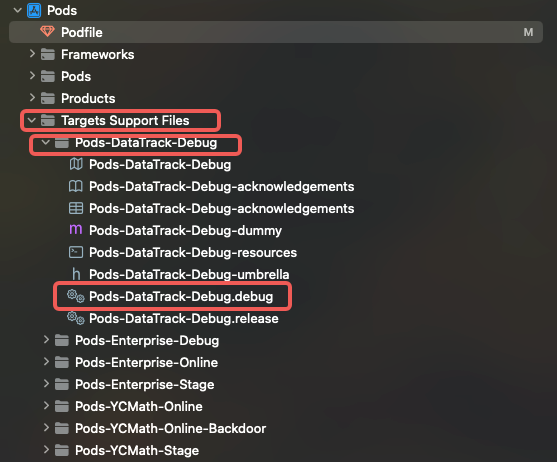 Pods
Podfile M
Frameworks
Pods
Products
Targets Support Files
Pods-DataTrack-Debug
Pods-DataTrack-Debug
Pods-DataTrack-Debug-acknowledgements
Pods-DataTrack-Debug-acknowledgements
m Pods-DataTrack-Debug-dummy
Pods-DataTrack-Debug-resources
h Pods-DataTrack-Debug-umbrella
Pods-DataTrack-Debug.debug
Pods-DataTrack-Debug.release
Pods-Enterprise-Debug
Pods-Enterprise-Online
Pods-Enterprise-Stage
Pods-YCMath-Online
Pods-YCMath-Online-Backdoor
Pods-YCMath-Stage